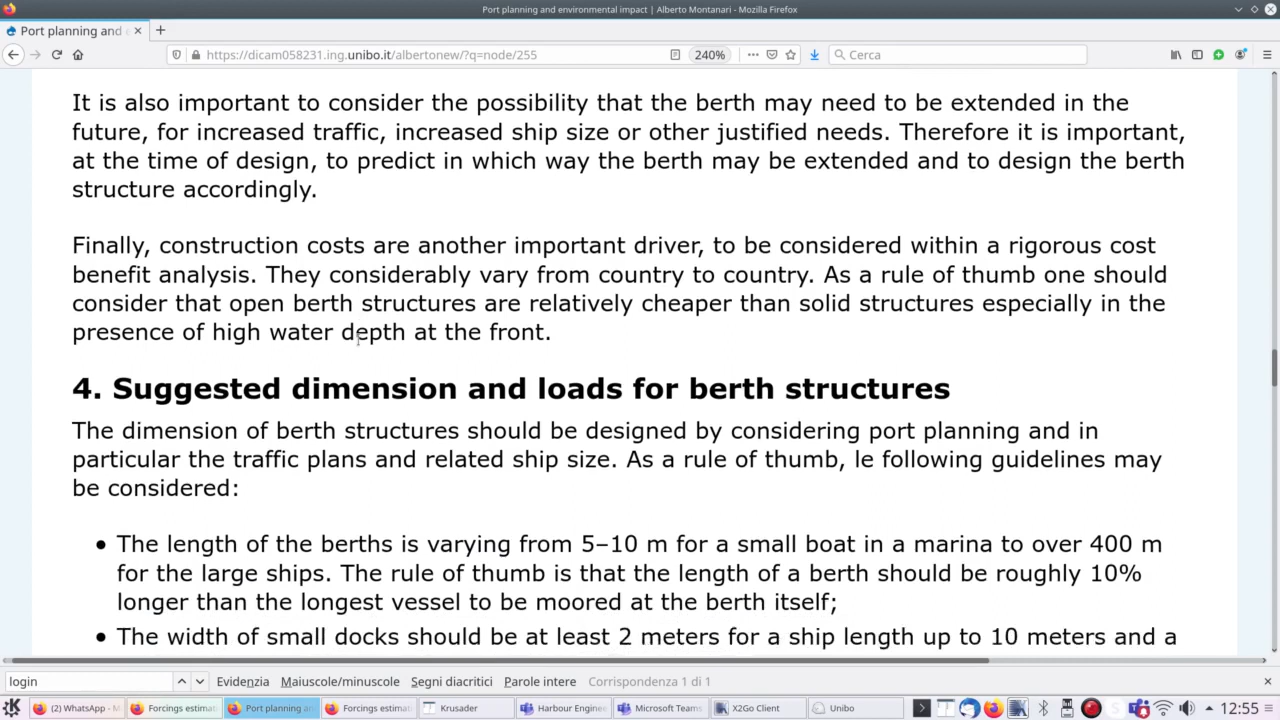 Port planning and environmental impact | Alberto Montanari - Mozilla Firefox
Port planning and e
https://dicam058231.ing.unibo.it/albertonew/?q=node/255
240%
Cerca
It is also important to consider the possibility that the berth may need to be extended in the
future, for increased traffic, increased ship size or other justified needs. Therefore it is important,
at the time of design, to predict in which way the berth may be extended and to design the berth
structure accordingly.
Finally, construction costs are another important driver, to be considered within a rigorous cost
benefit analysis. They considerably vary from country to country. As a rule of thumb one should
consider that open berth structures are relatively cheaper than solid structures especially in the
presence of high water depth at the front.
4. Suggested dimension and loads for berth structures
The dimension of berth structures should be designed by considering port planning and in
particular the traffic plans and related ship size. As a rule of thumb, le following guidelines may
be considered:
• The length of the berths is varying from 5–10 m for a small boat in a marina to over 400 m
for the large ships. The rule of thumb is that the length of a berth should be roughly 10%
longer than the longest vessel to be moored at the berth itself;
• The width of small docks should be at least 2 meters for a ship length up to 10 meters and a
login Evidenzia Maiuscole/minuscole Segni diacritici Parole intere Corrispondenza 1 di 1
(2) WhatsApp - M Forcings estimat Port planning an Forcings estimat Krusader Harbour Engine Microsoft Teams X2Go Client Unibo 12:55